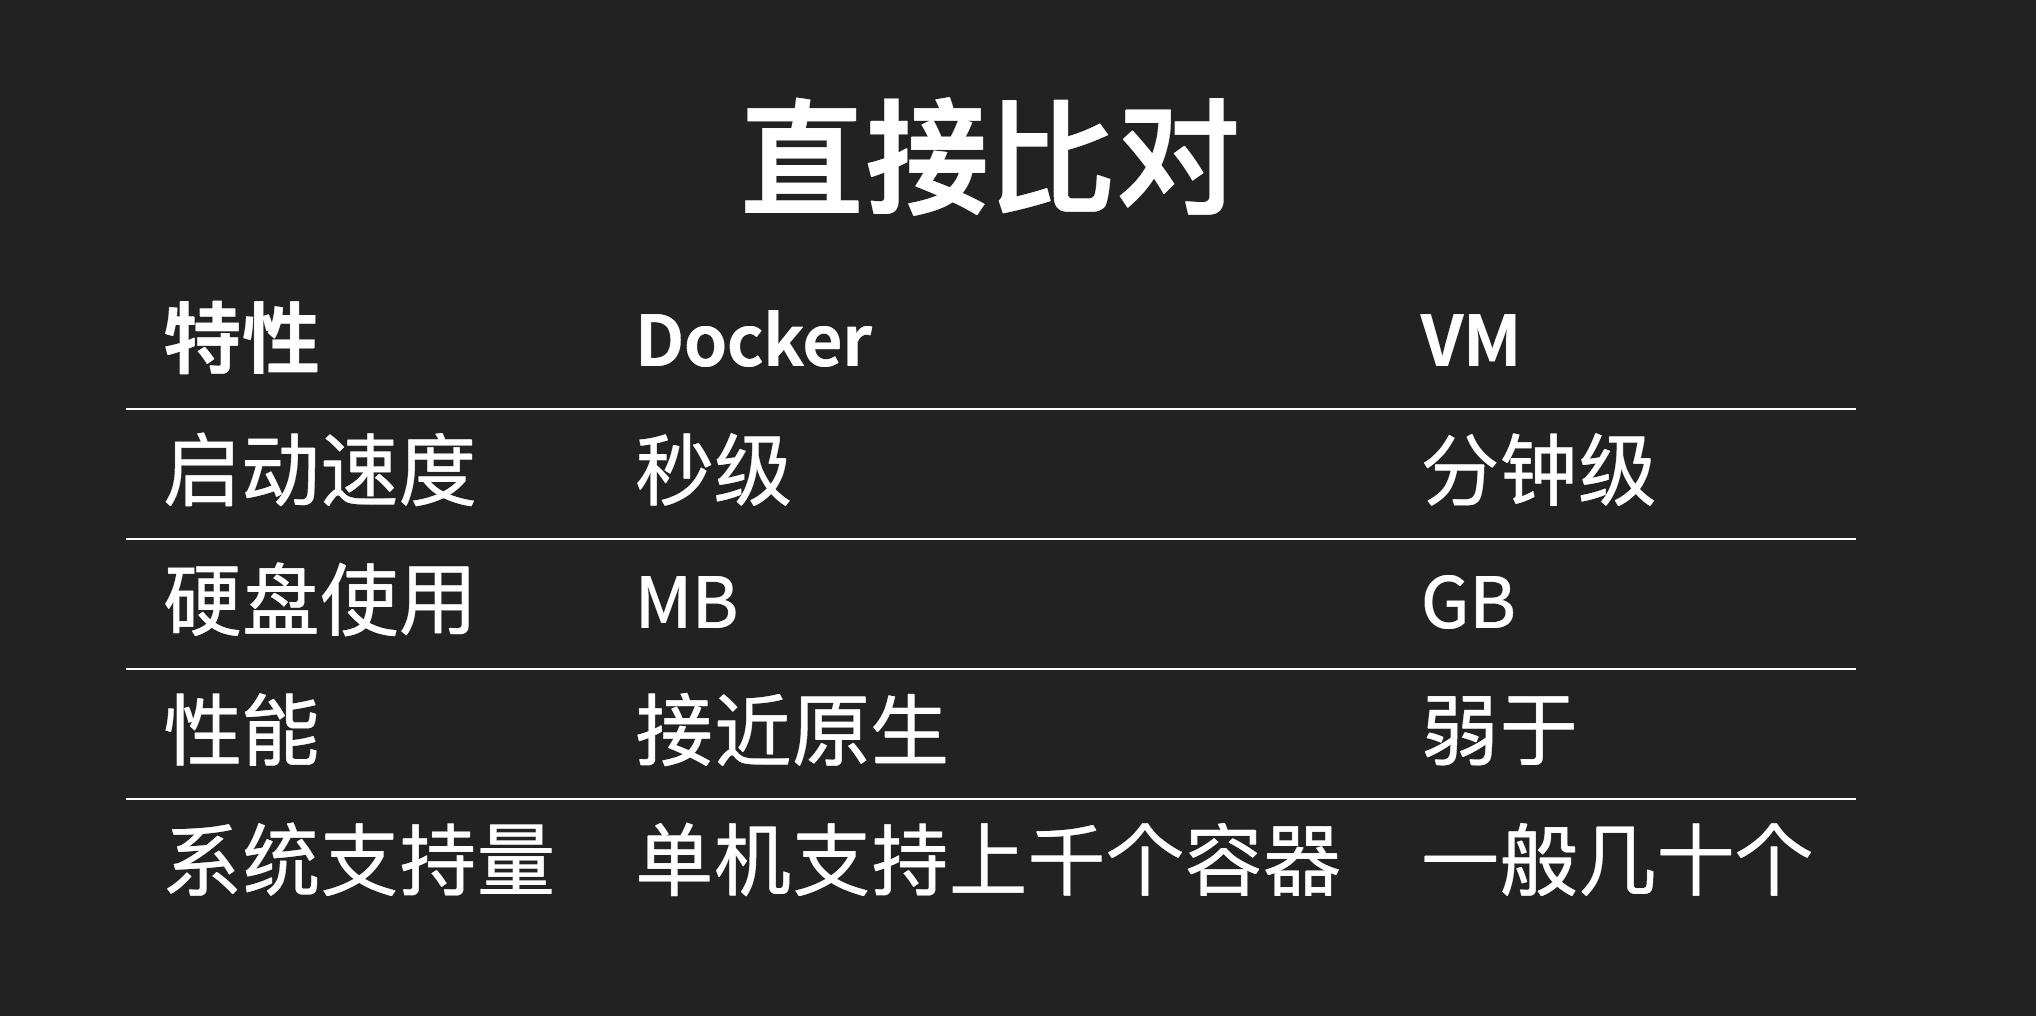 直接比对
特性 Docker VM
启动速度 秒级 分钟级
硬盘使用 MB GB
性能 接近原生 弱于
系统支持量 单机支持上千个容器 一般几十个